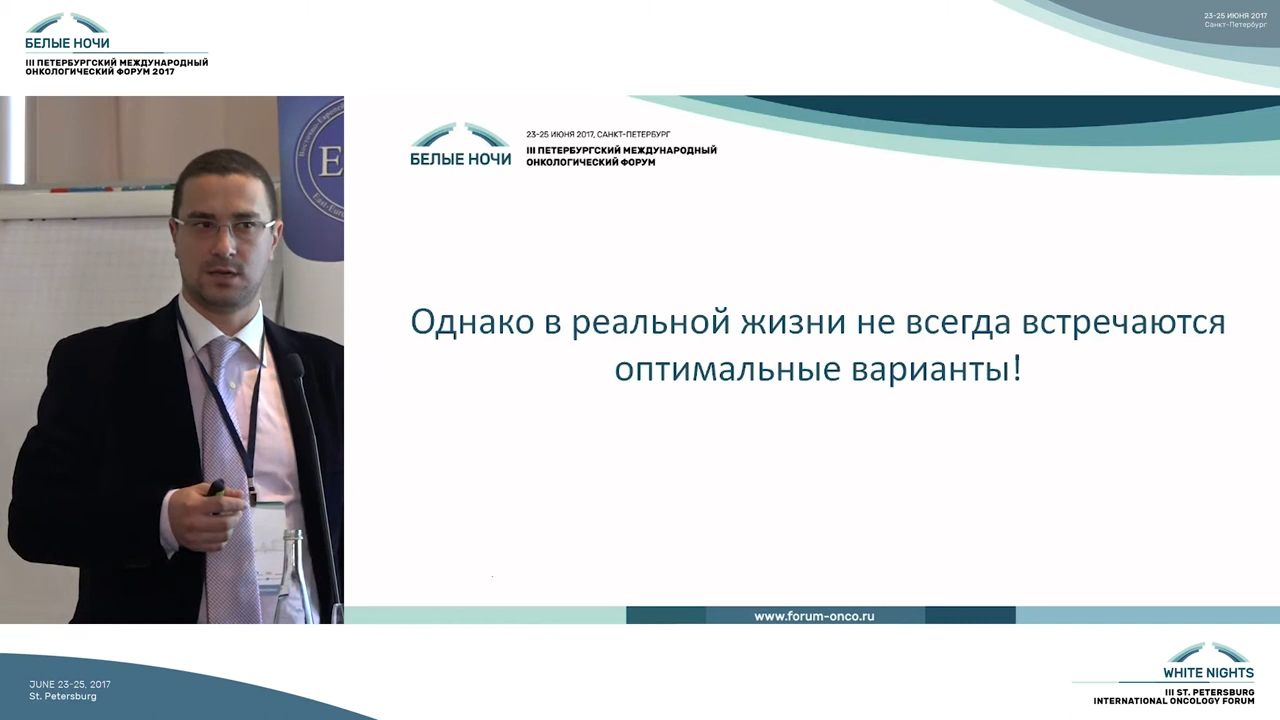 БЕЛЫЕ НОЧИ
III ПЕТЕРБУРГСКИЙ МЕЖДУНАРОДНЫЙ
ОНКОЛОГИЧЕСКИЙ ФОРУМ 2017
23-25 ИЮНЯ 2017
Санкт-Петербург
БЕЛЫЕ НОЧИ
23-25 ИЮНЯ 2017, САНКТ-ПЕТЕРБУРГ
III ПЕТЕРБУРГСКИЙ МЕЖДУНАРОДНЫЙ
ОНКОЛОГИЧЕСКИЙ ФОРУМ
Однако в реальной жизни не всегда встречаются
оптимальные варианты!
www.forum-onco.ru
JUNE 23-25, 2017
St. Petersburg
WHITE NIGHTS
III ST. PETERSBURG
INTERNATIONAL ONCOLOGY FORUM